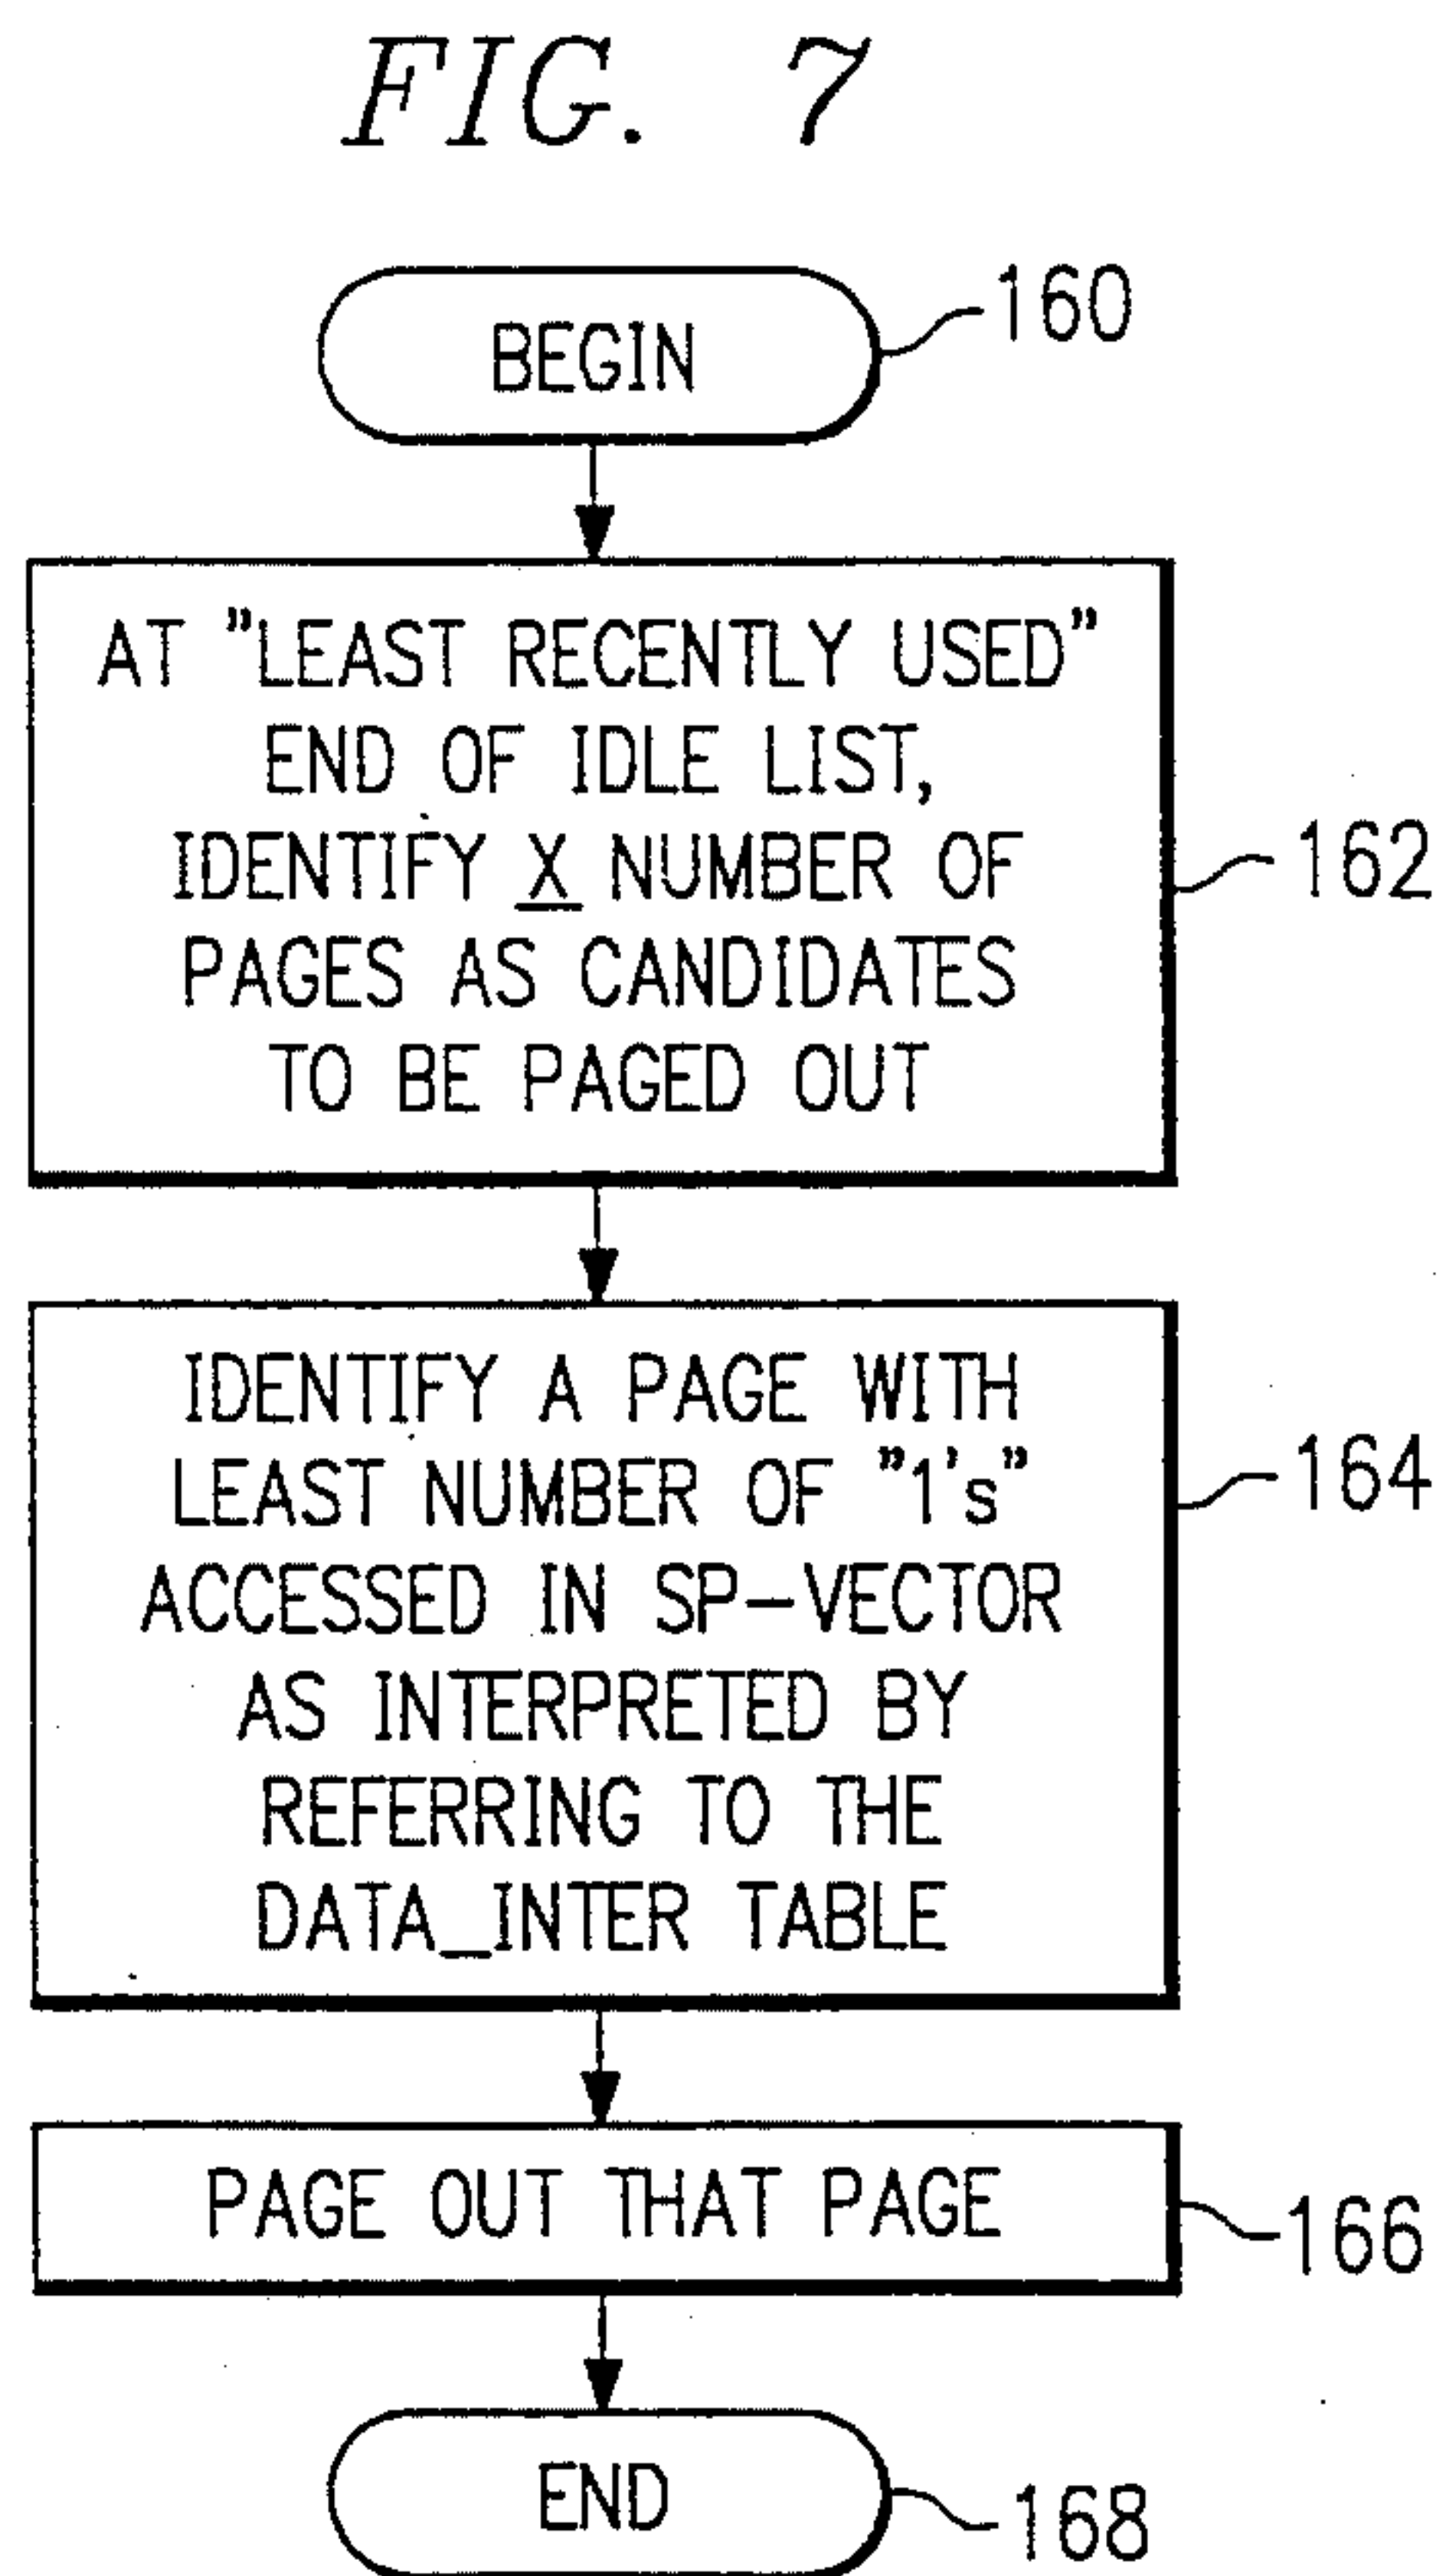 FIG. 7
BEGIN
160
AT "LEAST RECENTLY USED"
END OF IDLE LIST,
IDENTIFY X NUMBER OF
PAGES AS CANDIDATES
TO BE PAGED OUT
162
IDENTIFY A PAGE WITH
LEAST NUMBER OF "1's"
ACCESSED IN SP-VECTOR
AS INTERPRETED BY
REFERRING TO THE
DATA_INTER TABLE
164
PAGE OUT THAT PAGE
166
END
168